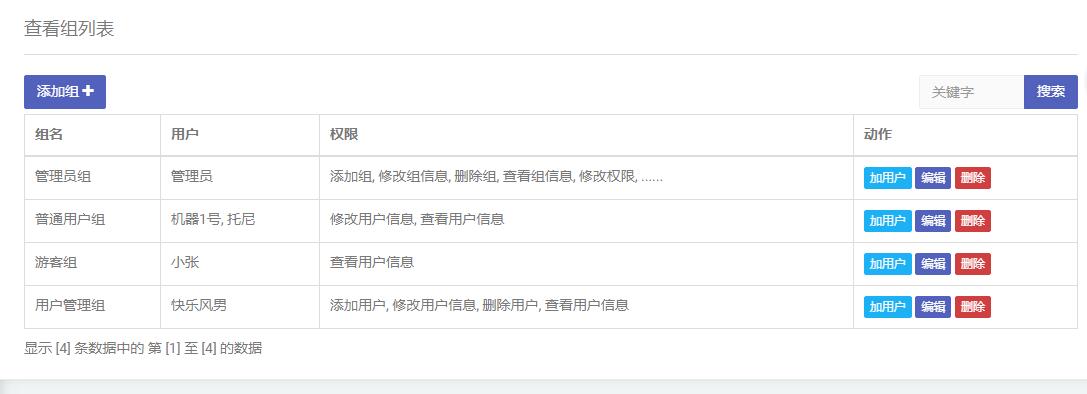 查看组列表
添加组 关键字 搜索
组名 用户 权限 动作
管理员组 管理员 添加组, 修改组信息, 删除组, 查看组信息, 修改权限, ...... 加用户 编辑 删除
普通用户组 机器1号, 托尼 修改用户信息, 查看用户信息 加用户 编辑 删除
游客组 小张 查看用户信息 加用户 编辑 删除
用户管理组 快乐风男 添加用户, 修改用户信息, 删除用户, 查看用户信息 加用户 编辑 删除
显示 [4] 条数据中的 第 [1] 至 [4] 的数据